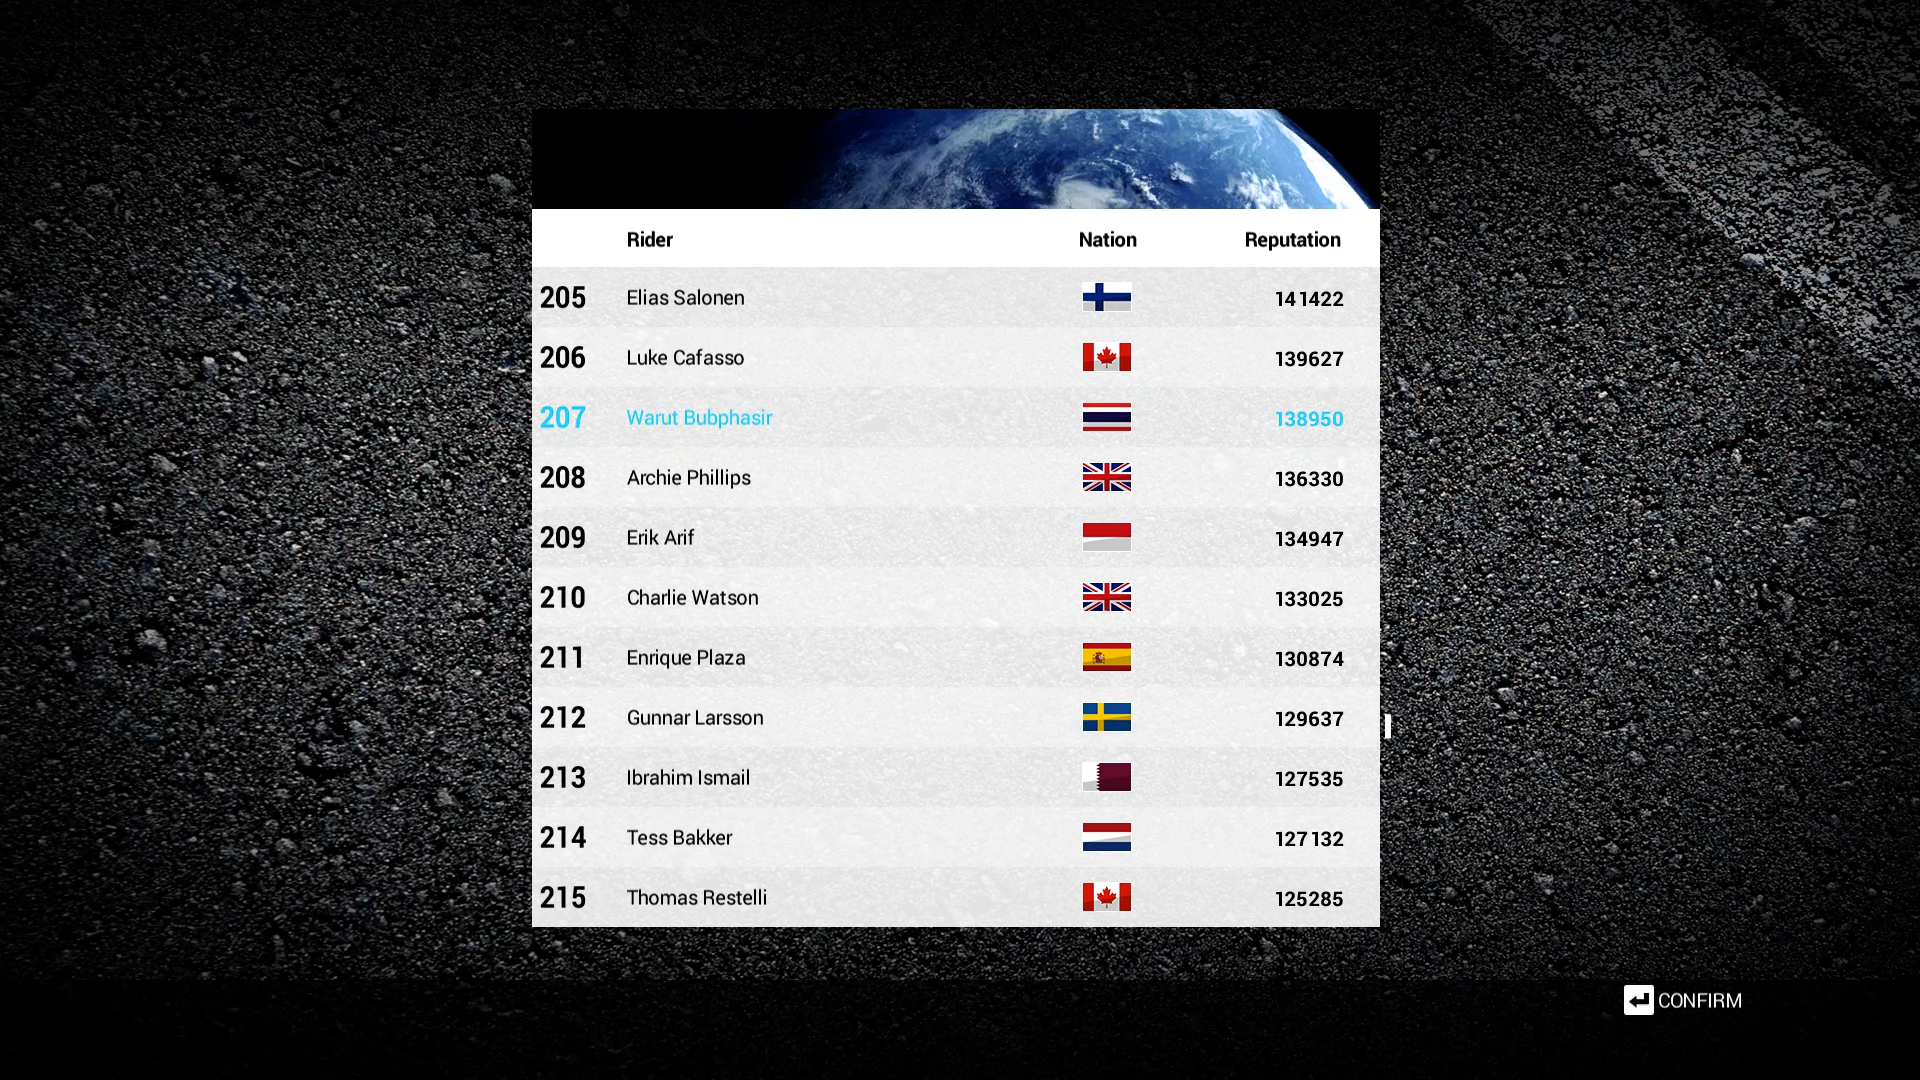 Rider Nation Reputation
205 Elias Salonen 141422
206 Luke Cafasso 139627
207 Warut Bubphasir 138950
208 Archie Phillips 136330
209 Erik Arif 134947
210 Charlie Watson 133025
211 Enrique Plaza 130874
212 Gunnar Larsson 129637
213 Ibrahim Ismail 127535
214 Tess Bakker 127132
215 Thomas Restelli 125285
CONFIRM